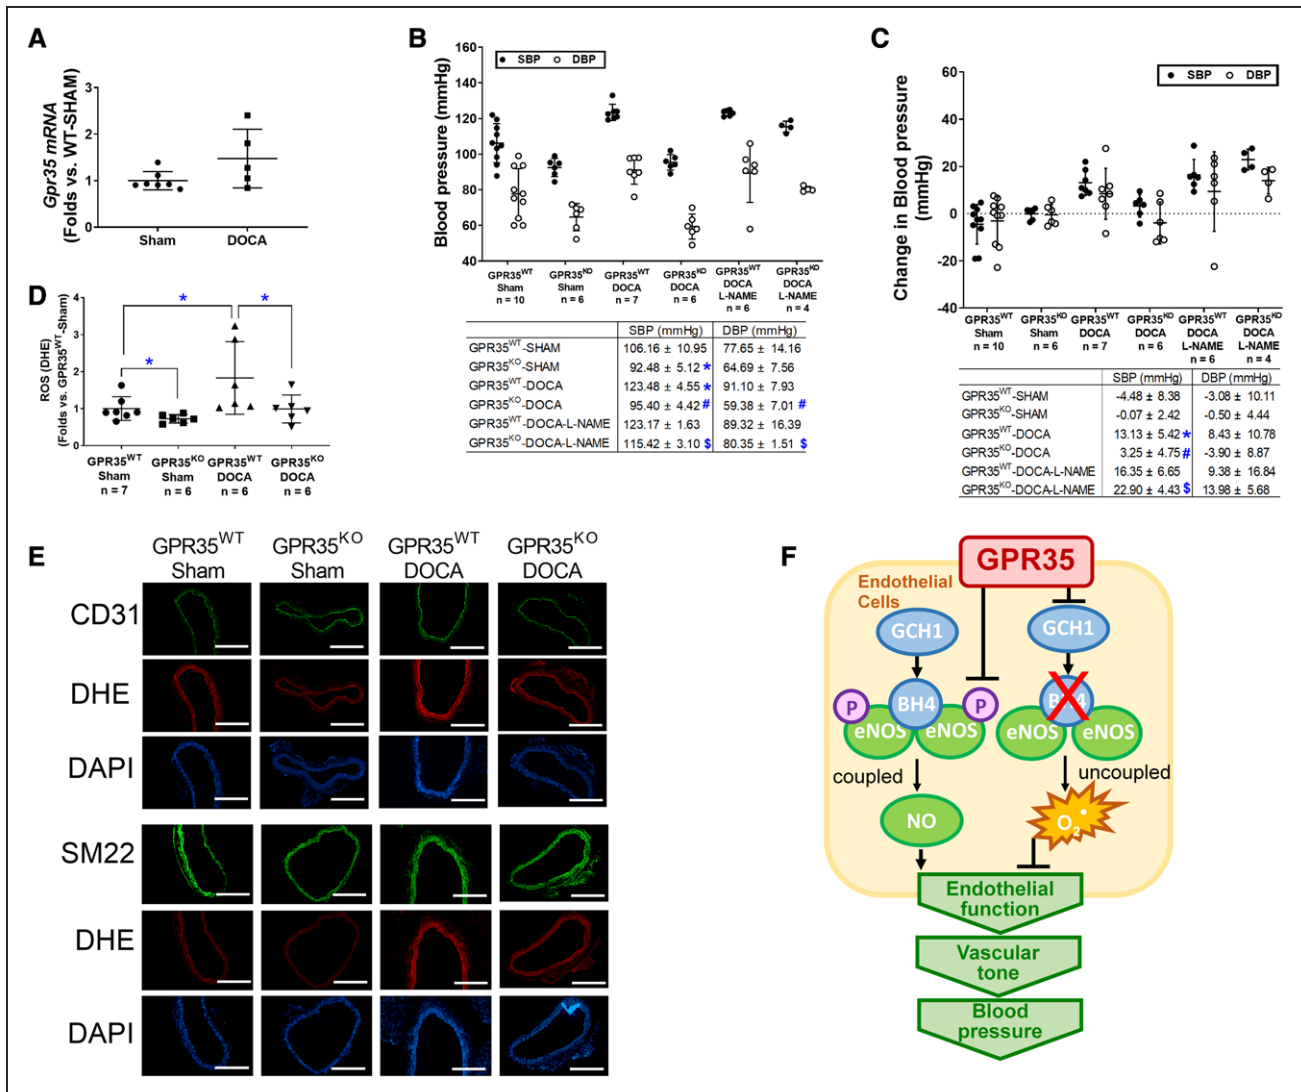 A
Gpr35 mRNA
(Folds vs. WT-SHAM)
3
2
1
0
Sham
DOCA
B
Blood pressure (mmHg)
160
140
120
100
80
60
40
SBP DBP
GPR35WT
Sham
n = 10
GPR35KO
Sham
n = 6
GPR35WT
DOCA
n = 7
GPR35KO
DOCA
n = 6
GPR35WT
DOCA
L-NAME
n = 6
GPR35KO
DOCA
L-NAME
n = 4
SBP (mmHg) DBP (mmHg)
GPR35WT-SHAM 106.16 ± 10.95 77.65 ± 14.16
GPR35KO-SHAM 92.48 ± 5.12 * 64.69 ± 7.56
GPR35WT-DOCA 123.48 ± 4.55 * 91.10 ± 7.93
GPR35KO-DOCA 95.40 ± 4.42 # 59.38 ± 7.01 #
GPR35WT-DOCA-L-NAME 123.17 ± 1.63 89.32 ± 16.39
GPR35KO-DOCA-L-NAME 115.42 ± 3.10 $ 80.35 ± 1.51 $
C
Change in Blood pressure
(mmHg)
60
40
20
0
-20
-40
SBP DBP
GPR35WT
Sham
n = 10
GPR35KO
Sham
n = 6
GPR35WT
DOCA
n = 7
GPR35KO
DOCA
n = 6
GPR35WT
DOCA
L-NAME
n = 6
GPR35KO
DOCA
L-NAME
n = 4
SBP (mmHg) DBP (mmHg)
GPR35WT-SHAM -4.48 ± 8.38 -3.08 ± 10.11
GPR35KO-SHAM -0.07 ± 2.42 -0.50 ± 4.44
GPR35WT-DOCA 13.13 ± 5.42 * 8.43 ± 10.78
GPR35KO-DOCA 3.25 ± 4.75 # -3.90 ± 8.87
GPR35WT-DOCA-L-NAME 16.35 ± 6.65 9.38 ± 16.84
GPR35KO-DOCA-L-NAME 22.90 ± 4.43 $ 13.98 ± 5.68
D
ROS (DHE)
(Folds vs. GPR35WT-Sham)
4
3
2
1
0
*
*
*
GPR35WT
Sham
n = 7
GPR35KO
Sham
n = 6
GPR35WT
DOCA
n = 6
GPR35KO
DOCA
n = 6
E
GPR35WT
Sham
GPR35KO
Sham
GPR35WT
DOCA
GPR35KO
DOCA
CD31
DHE
DAPI
SM22
DHE
DAPI
F
GPR35
Endothelial
Cells
GCH1
GCH1
P
BH4
P
BH4
eNOS
eNOS
eNOS
eNOS
coupled
uncoupled
NO
O2•
Endothelial
function
Vascular
tone
Blood
pressure